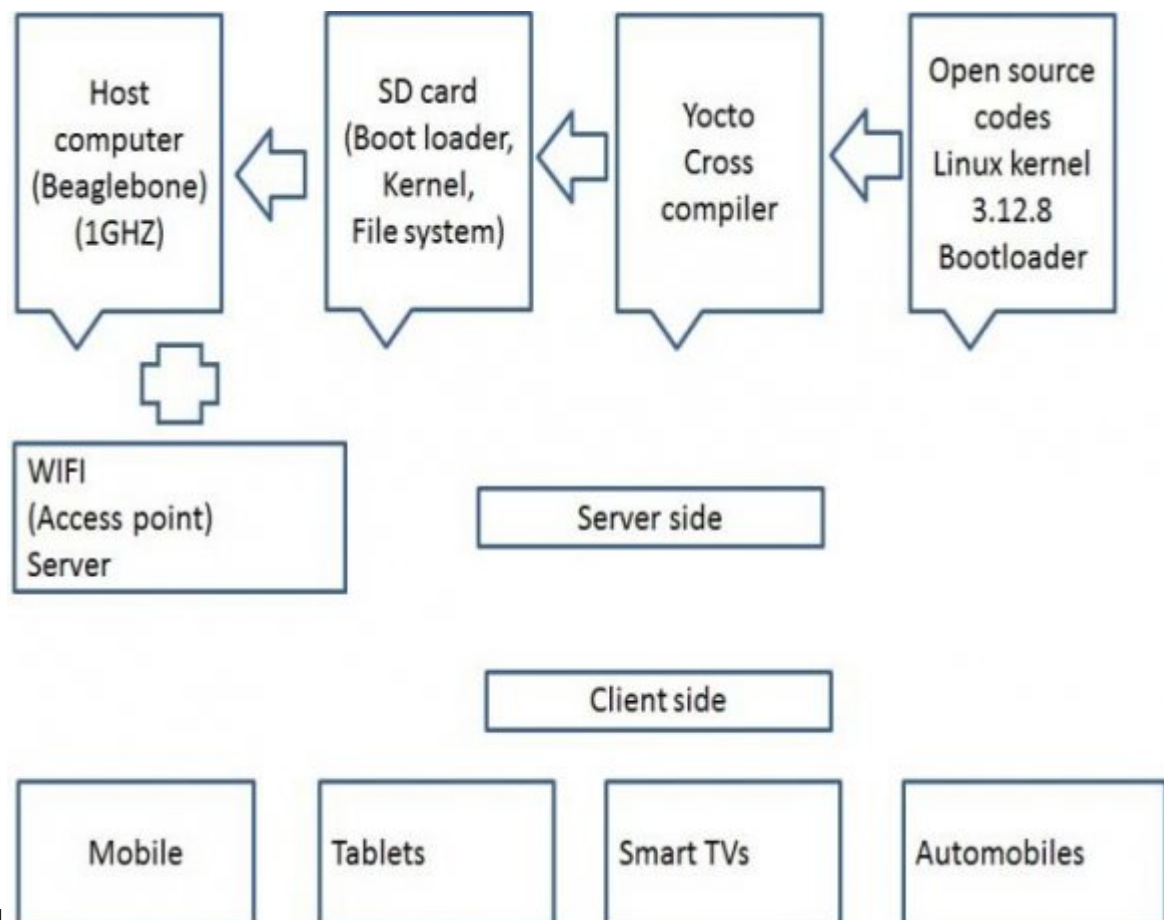 Host
computer
(Beaglebone)
(1GHZ)
SD card
(Boot loader,
Kernel,
File system)
Yocto
Cross
compiler
Open source
codes
Linux kernel
3.12.8
Bootloader
WIFI
(Access point)
Server
Server side
Client side
Mobile
Tablets
Smart TVs
Automobiles